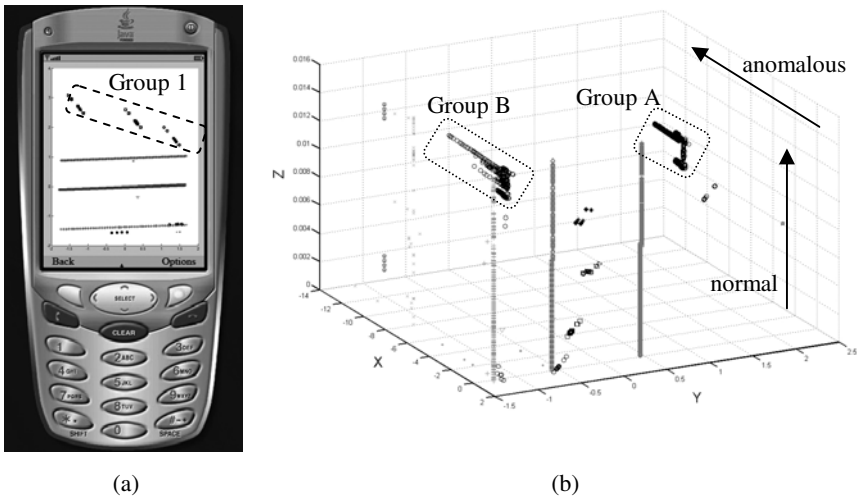 Java
Group 1
Back
Options
SELECT
CLEAR
1
2ABC
3DEF
4GHI
5JKL
6MNO
7PQRS
8TUV
9WXYZ
*.
0
#-+
SHIFT
SPACE
(a)
0.016
0.014
0.012
0.01
0.008
0.006
0.004
0.002
0
Z
-14
-12
-10
-8
-6
-4
-2
0
2
X
-1.5
-1
-0.5
0
0.5
1
1.5
2
2.5
Y
Group B
Group A
anomalous
normal
(b)